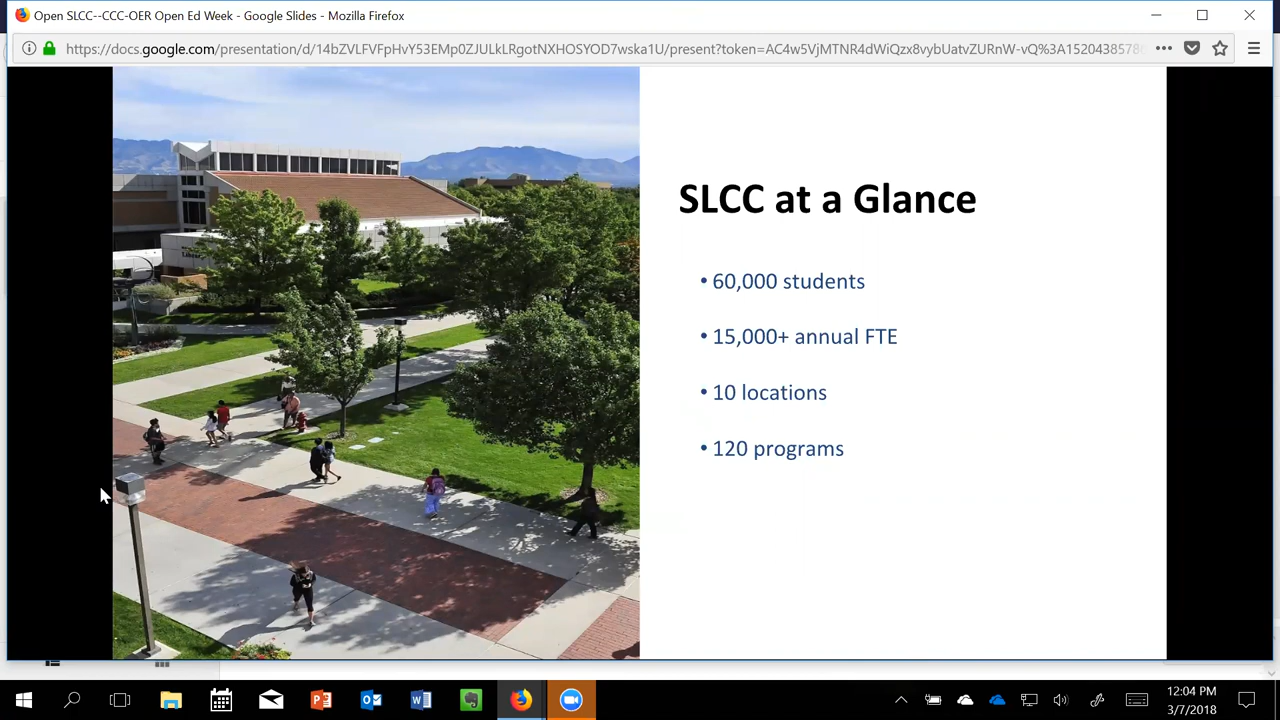 Open SLCC--CCC-OER Open Ed Week - Google Slides - Mozilla Firefox
https://docs.google.com/presentation/d/14bZVLFVFpHvY53EMp0ZJULkLRgotNXHOSYOD7wska1U/present?token=AC4w5VjMTNR4dWiQzx8vybUatvZURnW-vQ%3A1520438578
SLCC at a Glance
• 60,000 students
• 15,000+ annual FTE
• 10 locations
• 120 programs
12:04 PM
3/7/2018